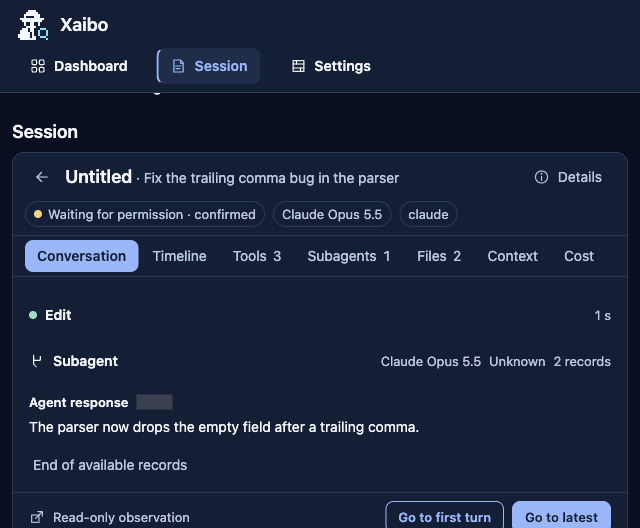 Xaibo
Dashboard Session Settings
Session
Untitled · Fix the trailing comma bug in the parser Details
Waiting for permission · confirmed Claude Opus 5.5 claude
Conversation Timeline Tools 3 Subagents 1 Files 2 Context Cost
Edit 1 s
Subagent Claude Opus 5.5 Unknown 2 records
Agent response
The parser now drops the empty field after a trailing comma.
End of available records
Read-only observation Go to first turn Go to latest